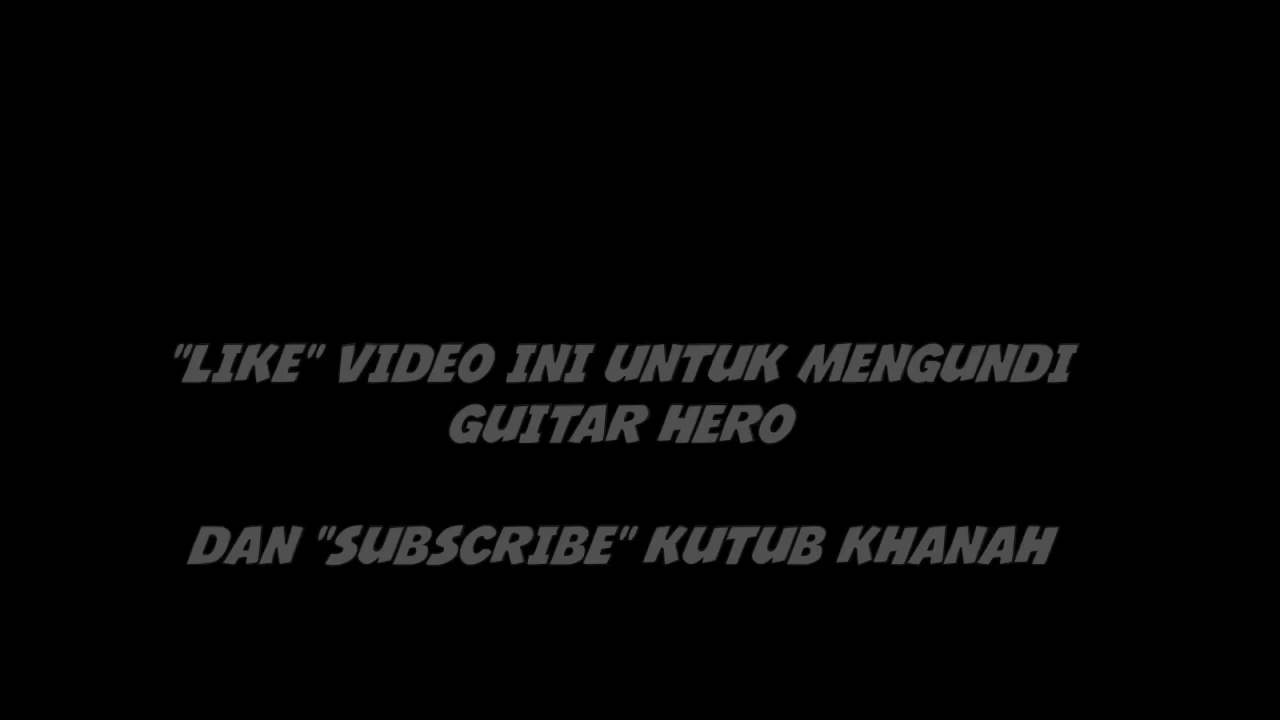 "LIKE" VIDEO INI UNTUK MENGUNDI
GUITAR HERO
DAN "SUBSCRIBE" KUTUB KHANAH